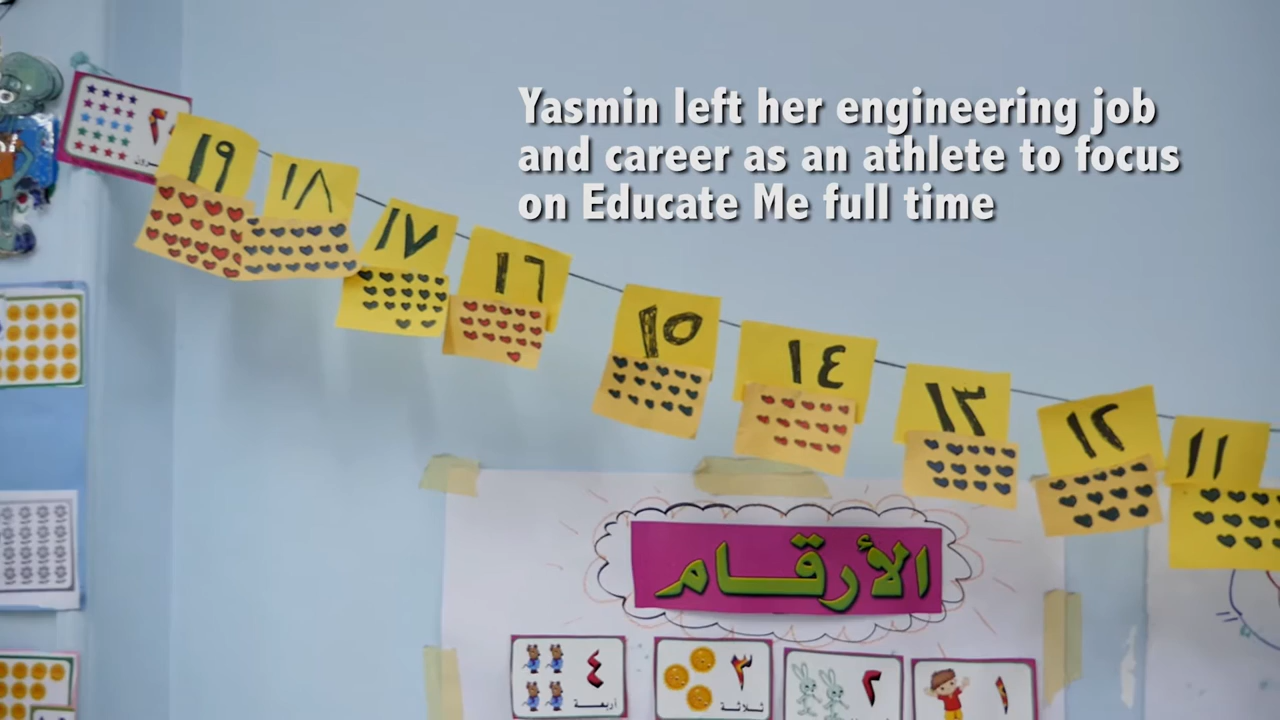 Yasmin left her engineering job
and career as an athlete to focus
on Educate Me full time
١٩
١٨
١٧
١٦
١٥
١٤
١٣
١٢
١١
الأرقام
١
٢
٣
ثلاثة
٤
أربعة